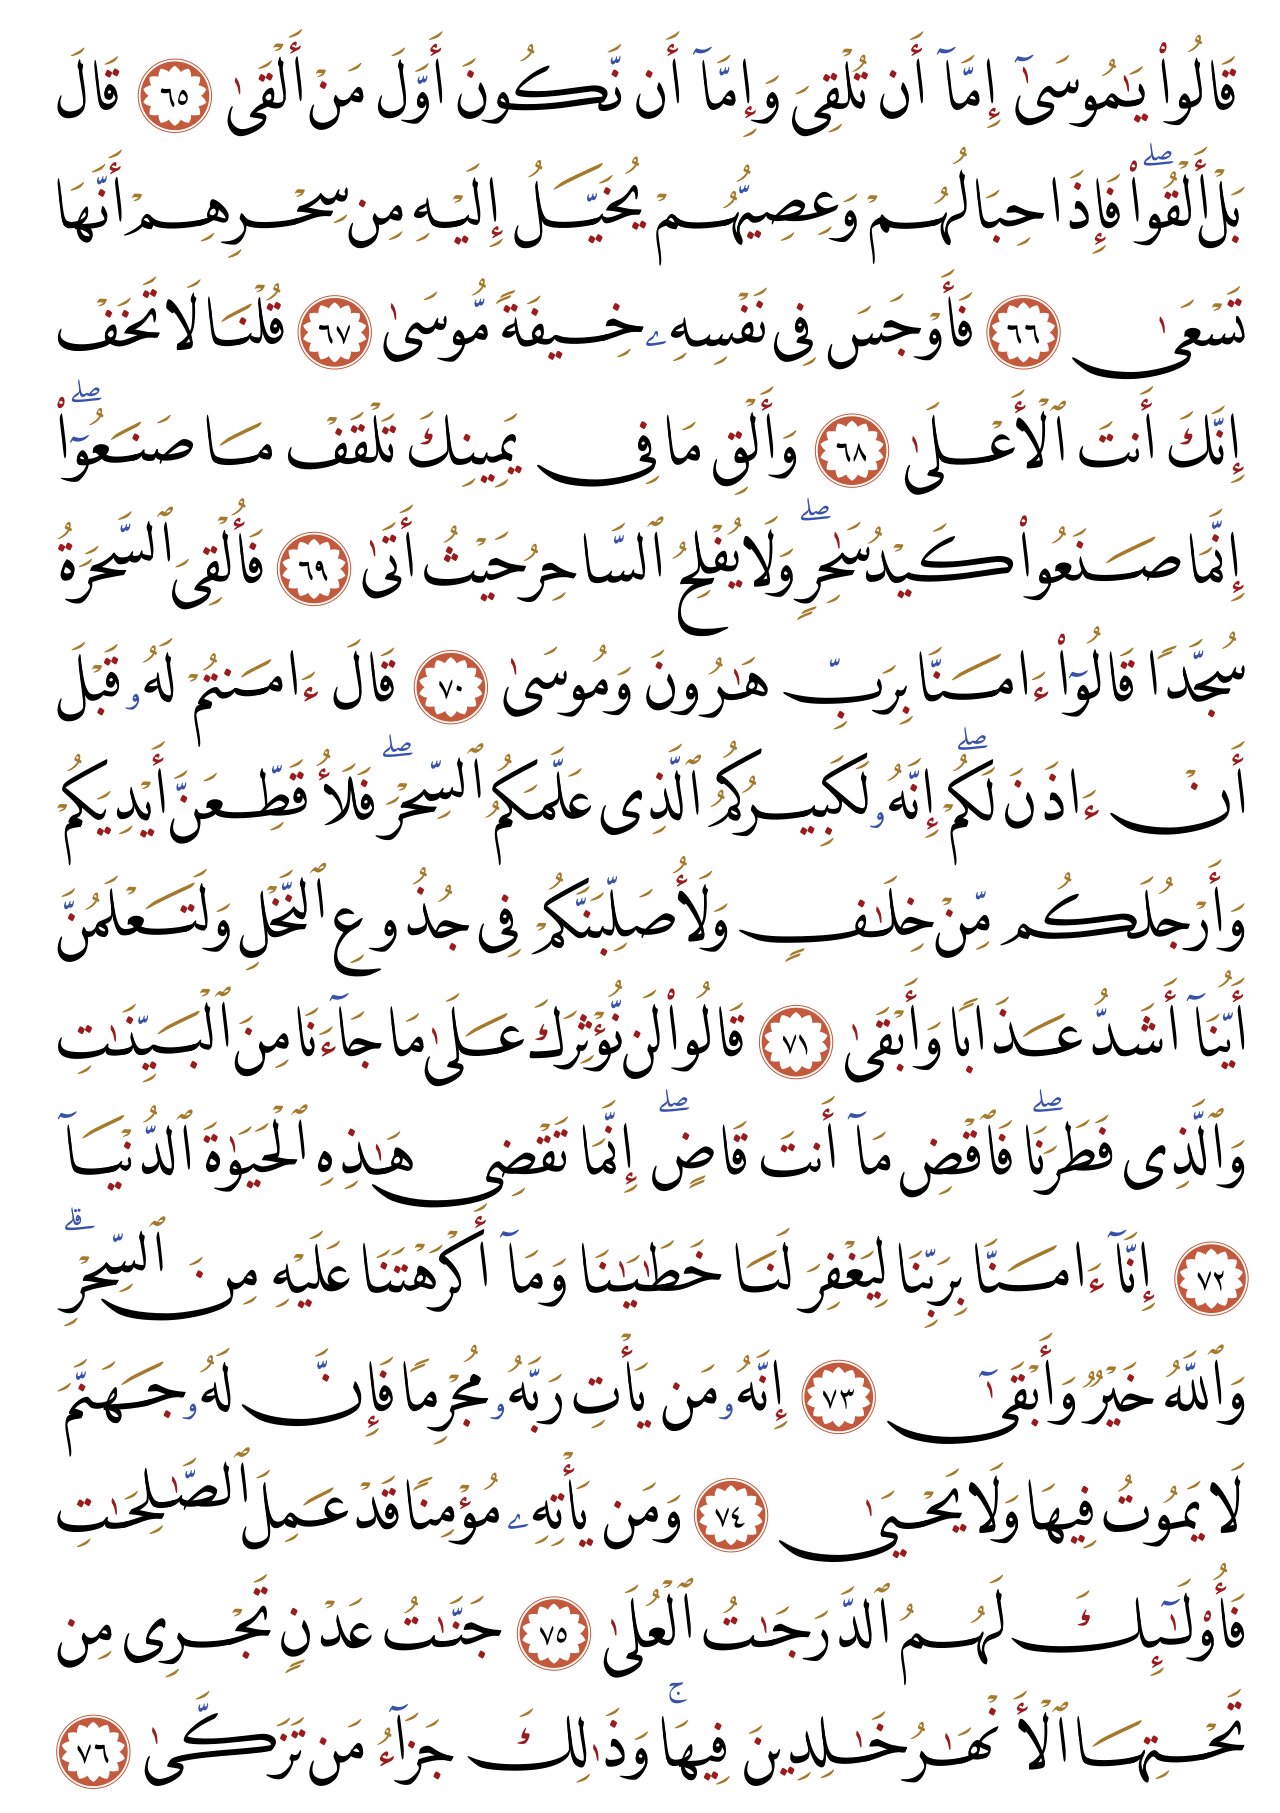 قَالُوا۟ يَـٰمُوسَىٰٓ إِمَّآ أَن تُلْقِىَ وَإِمَّآ أَن نَّكُونَ أَوَّلَ مَنْ أَلْقَىٰ ٦٥ قَالَ
بَلْ أَلْقُوا۟ ۖ فَإِذَا حِبَالُهُمْ وَعِصِيُّهُمْ يُخَيَّلُ إِلَيْهِ مِن سِحْرِهِمْ أَنَّهَا
تَسْعَىٰ ٦٦ فَأَوْجَسَ فِى نَفْسِهِۦ خِيفَةً مُّوسَىٰ ٦٧ قُلْنَا لَا تَخَفْ
إِنَّكَ أَنتَ ٱلْأَعْلَىٰ ٦٨ وَأَلْقِ مَا فِى يَمِينِكَ تَلْقَفْ مَا صَنَعُوٓا۟ ۖ
إِنَّمَا صَنَعُوا۟ كَيْدُ سَـٰحِرٍ ۖ وَلَا يُفْلِحُ ٱلسَّاحِرُ حَيْثُ أَتَىٰ ٦٩ فَأُلْقِىَ ٱلسَّحَرَةُ
سُجَّدًا قَالُوٓا۟ ءَامَنَّا بِرَبِّ هَـٰرُونَ وَمُوسَىٰ ٧٠ قَالَ ءَامَنتُمْ لَهُۥ قَبْلَ
أَنْ ءَاذَنَ لَكُمْ ۖ إِنَّهُۥ لَكَبِيرُكُمُ ٱلَّذِى عَلَّمَكُمُ ٱلسِّحْرَ ۖ فَلَأُقَطِّعَنَّ أَيْدِيَكُمْ
وَأَرْجُلَكُم مِّنْ خِلَـٰفٍ وَلَأُصَلِّبَنَّكُمْ فِى جُذُوعِ ٱلنَّخْلِ وَلَتَعْلَمُنَّ
أَيُّنَآ أَشَدُّ عَذَابًا وَأَبْقَىٰ ٧١ قَالُوا۟ لَن نُّؤْثِرَكَ عَلَىٰ مَا جَآءَنَا مِنَ ٱلْبَيِّنَـٰتِ
وَٱلَّذِى فَطَرَنَا ۖ فَٱقْضِ مَآ أَنتَ قَاضٍ ۖ إِنَّمَا تَقْضِى هَـٰذِهِ ٱلْحَيَوٰةَ ٱلدُّنْيَآ
٧٢ إِنَّآ ءَامَنَّا بِرَبِّنَا لِيَغْفِرَ لَنَا خَطَـٰيَـٰنَا وَمَآ أَكْرَهْتَنَا عَلَيْهِ مِنَ ٱلسِّحْرِ ۗ
وَٱللَّهُ خَيْرٌ وَأَبْقَىٰٓ ٧٣ إِنَّهُۥ مَن يَأْتِ رَبَّهُۥ مُجْرِمًا فَإِنَّ لَهُۥ جَهَنَّمَ
لَا يَمُوتُ فِيهَا وَلَا يَحْيَىٰ ٧٤ وَمَن يَأْتِهِۦ مُؤْمِنًا قَدْ عَمِلَ ٱلصَّـٰلِحَـٰتِ
فَأُو۟لَـٰٓئِكَ لَهُمُ ٱلدَّرَجَـٰتُ ٱلْعُلَىٰ ٧٥ جَنَّـٰتُ عَدْنٍ تَجْرِى مِن
تَحْتِهَا ٱلْأَنْهَـٰرُ خَـٰلِدِينَ فِيهَا ۚ وَذَٰلِكَ جَزَآءُ مَن تَزَكَّىٰ ٧٦